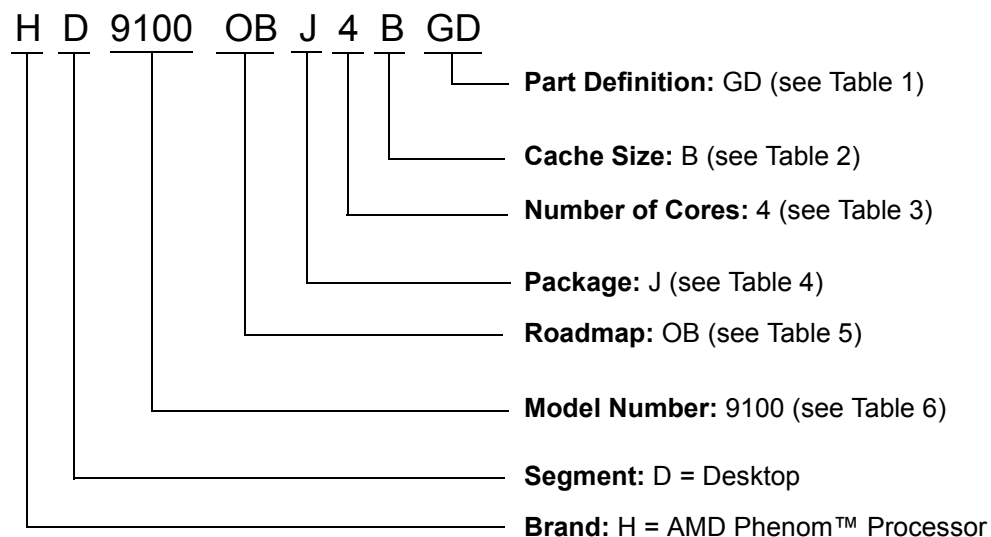 H D 9100 OB J 4 B GD
Part Definition: GD (see Table 1)
Cache Size: B (see Table 2)
Number of Cores: 4 (see Table 3)
Package: J (see Table 4)
Roadmap: OB (see Table 5)
Model Number: 9100 (see Table 6)
Segment: D = Desktop
Brand: H = AMD Phenom™ Processor